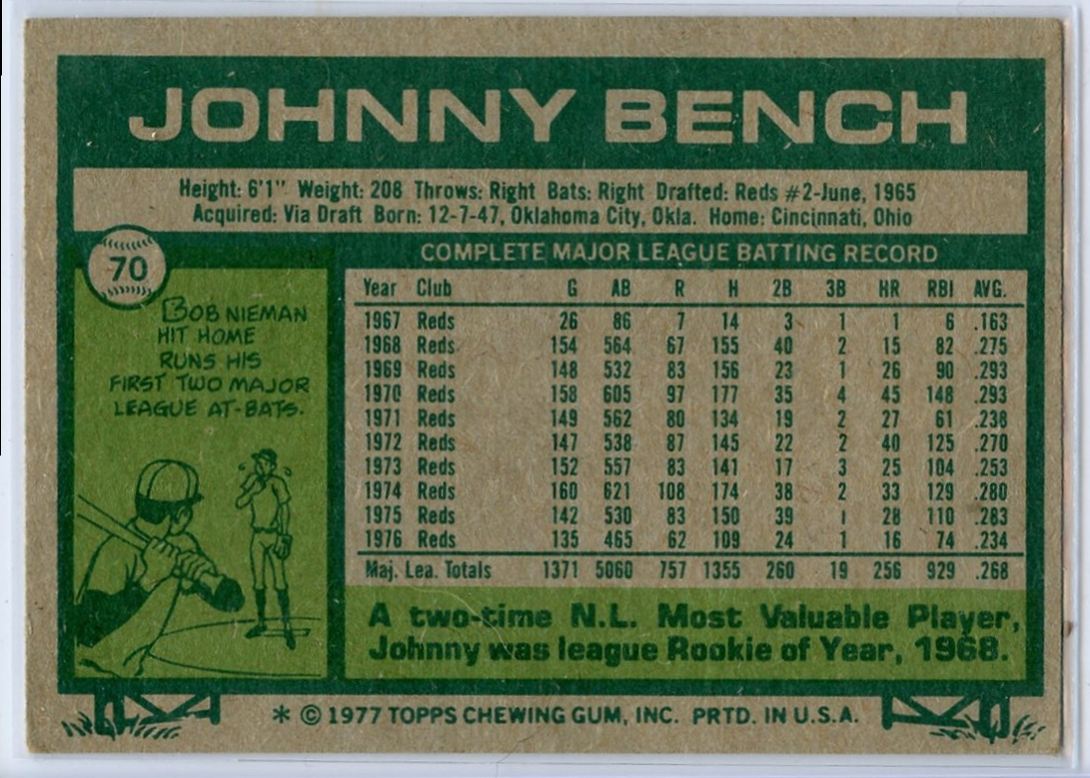 JOHNNY BENCH
Height: 6'1" Weight: 208 Throws: Right Bats: Right Drafted: Reds #2-June, 1965
Acquired: Via Draft Born: 12-7-47, Oklahoma City, Okla. Home: Cincinnati, Ohio
70
BOB NIEMAN
HIT HOME
RUNS HIS
FIRST TWO MAJOR
LEAGUE AT-BATS.
COMPLETE MAJOR LEAGUE BATTING RECORD
Year Club G AB R H 2B 3B HR RBI AVG.
1967 Reds 26 86 7 14 3 1 1 6 .163
1968 Reds 154 564 67 155 40 2 15 82 .275
1969 Reds 148 532 83 156 23 1 26 90 .293
1970 Reds 158 605 97 177 35 4 45 148 .293
1971 Reds 149 562 80 134 19 2 27 61 .238
1972 Reds 147 538 87 145 22 2 40 125 .270
1973 Reds 152 557 83 141 17 3 25 104 .253
1974 Reds 160 621 108 174 38 2 33 129 .280
1975 Reds 142 530 83 150 39 1 28 110 .283
1976 Reds 135 465 62 109 24 1 16 74 .234
Maj. Lea. Totals 1371 5060 757 1355 260 19 256 929 .268
A two-time N.L. Most Valuable Player,
Johnny was league Rookie of Year, 1968.
* © 1977 TOPPS CHEWING GUM, INC. PRTD. IN U.S.A.